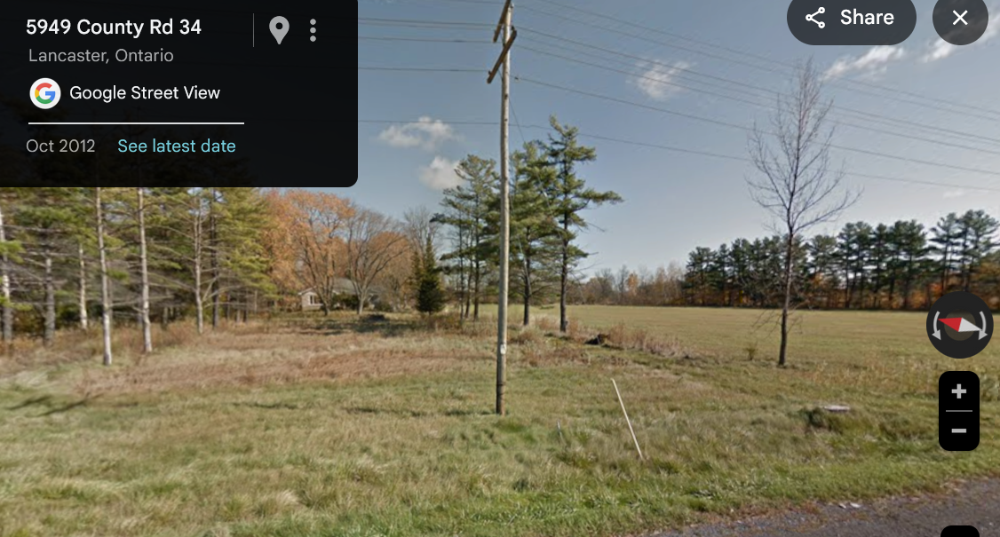 5949 County Rd 34
Lancaster, Ontario
Google Street View
Oct 2012 See latest date
Share